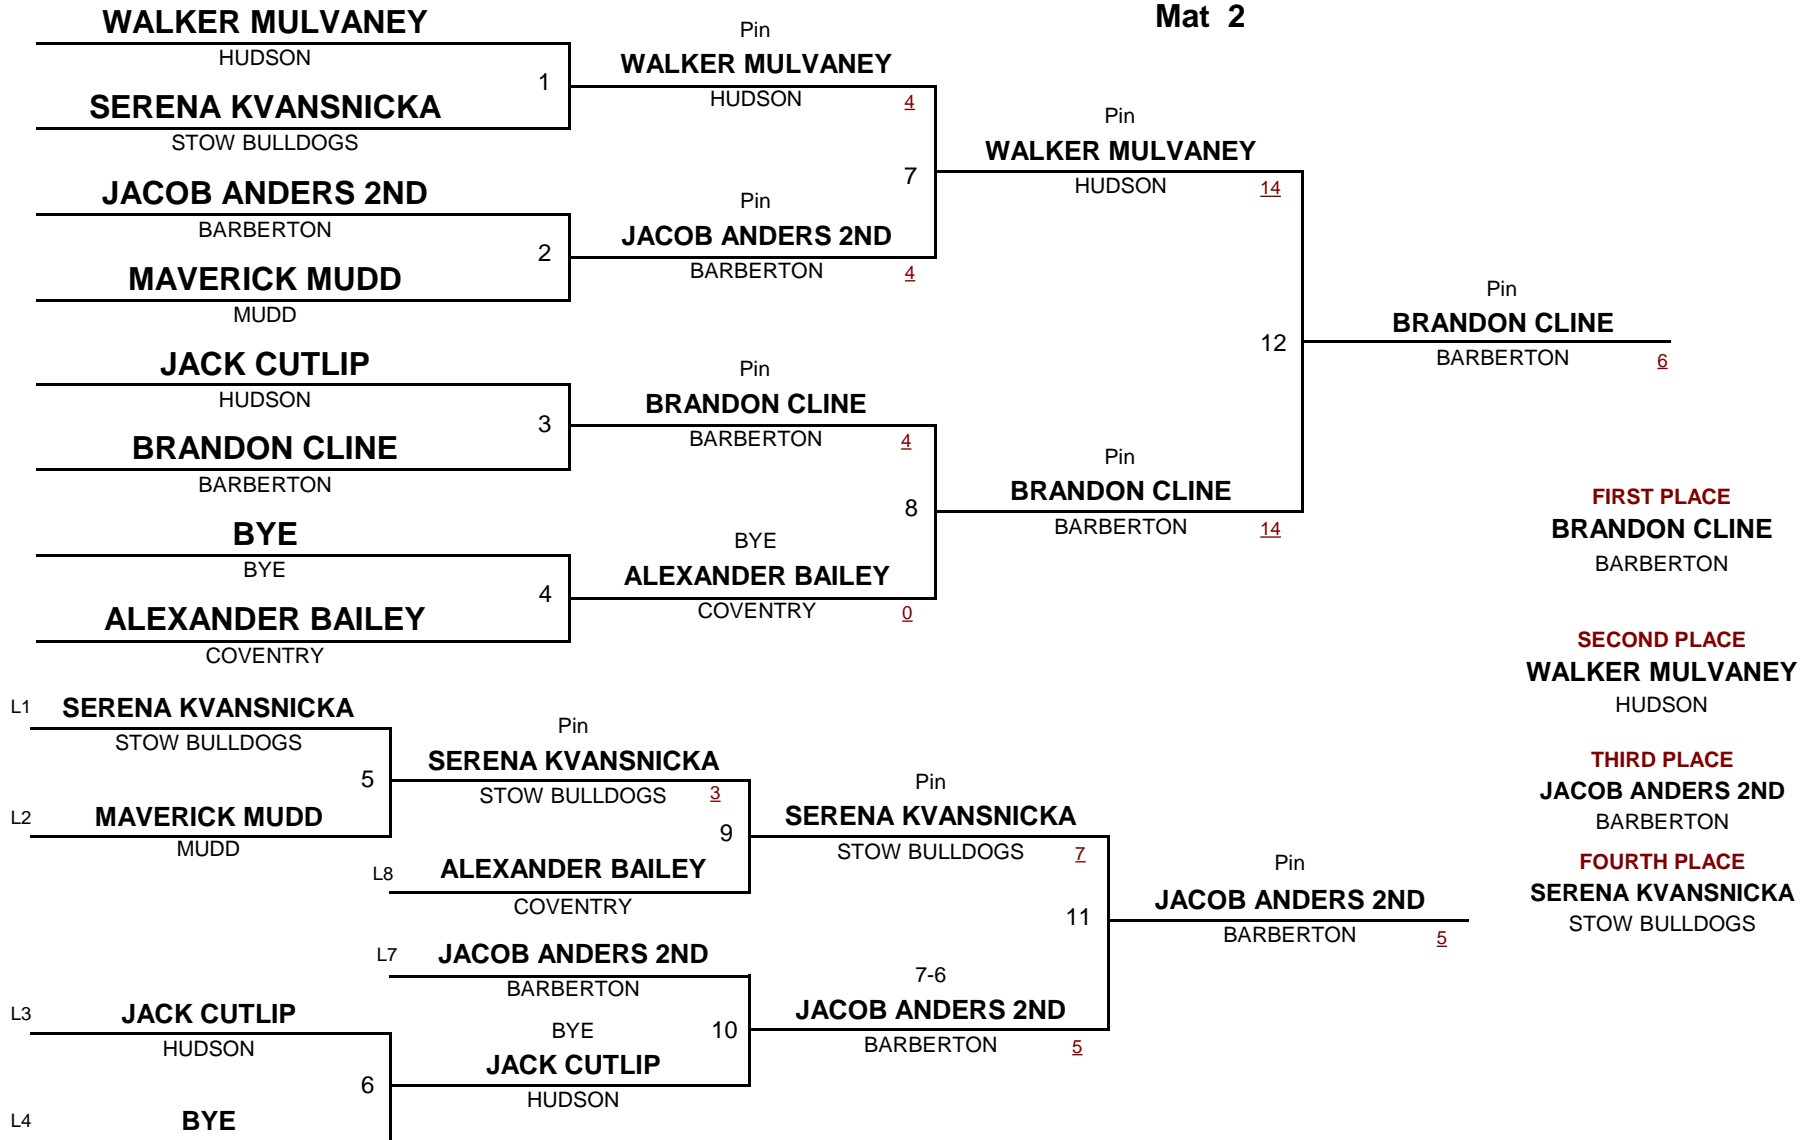 Mat 2
WALKER MULVANEY
HUDSON
1
SERENA KVANSNICKA
STOW BULLDOGS
JACOB ANDERS 2ND
BARBERTON
2
MAVERICK MUDD
MUDD
JACK CUTLIP
HUDSON
3
BRANDON CLINE
BARBERTON
BYE
BYE
4
ALEXANDER BAILEY
COVENTRY
Pin
WALKER MULVANEY
HUDSON 4
7
Pin
JACOB ANDERS 2ND
BARBERTON 4
Pin
BRANDON CLINE
BARBERTON 4
8
BYE
ALEXANDER BAILEY
COVENTRY 0
Pin
WALKER MULVANEY
HUDSON 14
12
Pin
BRANDON CLINE
BARBERTON 14
Pin
BRANDON CLINE
BARBERTON 6
FIRST PLACE
BRANDON CLINE
BARBERTON
SECOND PLACE
WALKER MULVANEY
HUDSON
THIRD PLACE
JACOB ANDERS 2ND
BARBERTON
FOURTH PLACE
SERENA KVANSNICKA
STOW BULLDOGS
L1 SERENA KVANSNICKA
STOW BULLDOGS
5
L2 MAVERICK MUDD
MUDD
L3 JACK CUTLIP
HUDSON
6
L4 BYE
Pin
SERENA KVANSNICKA
STOW BULLDOGS 3
9
L8 ALEXANDER BAILEY
COVENTRY
L7 JACOB ANDERS 2ND
BARBERTON
10
BYE
JACK CUTLIP
HUDSON
Pin
SERENA KVANSNICKA
STOW BULLDOGS 7
11
7-6
JACOB ANDERS 2ND
BARBERTON 5
Pin
JACOB ANDERS 2ND
BARBERTON 5